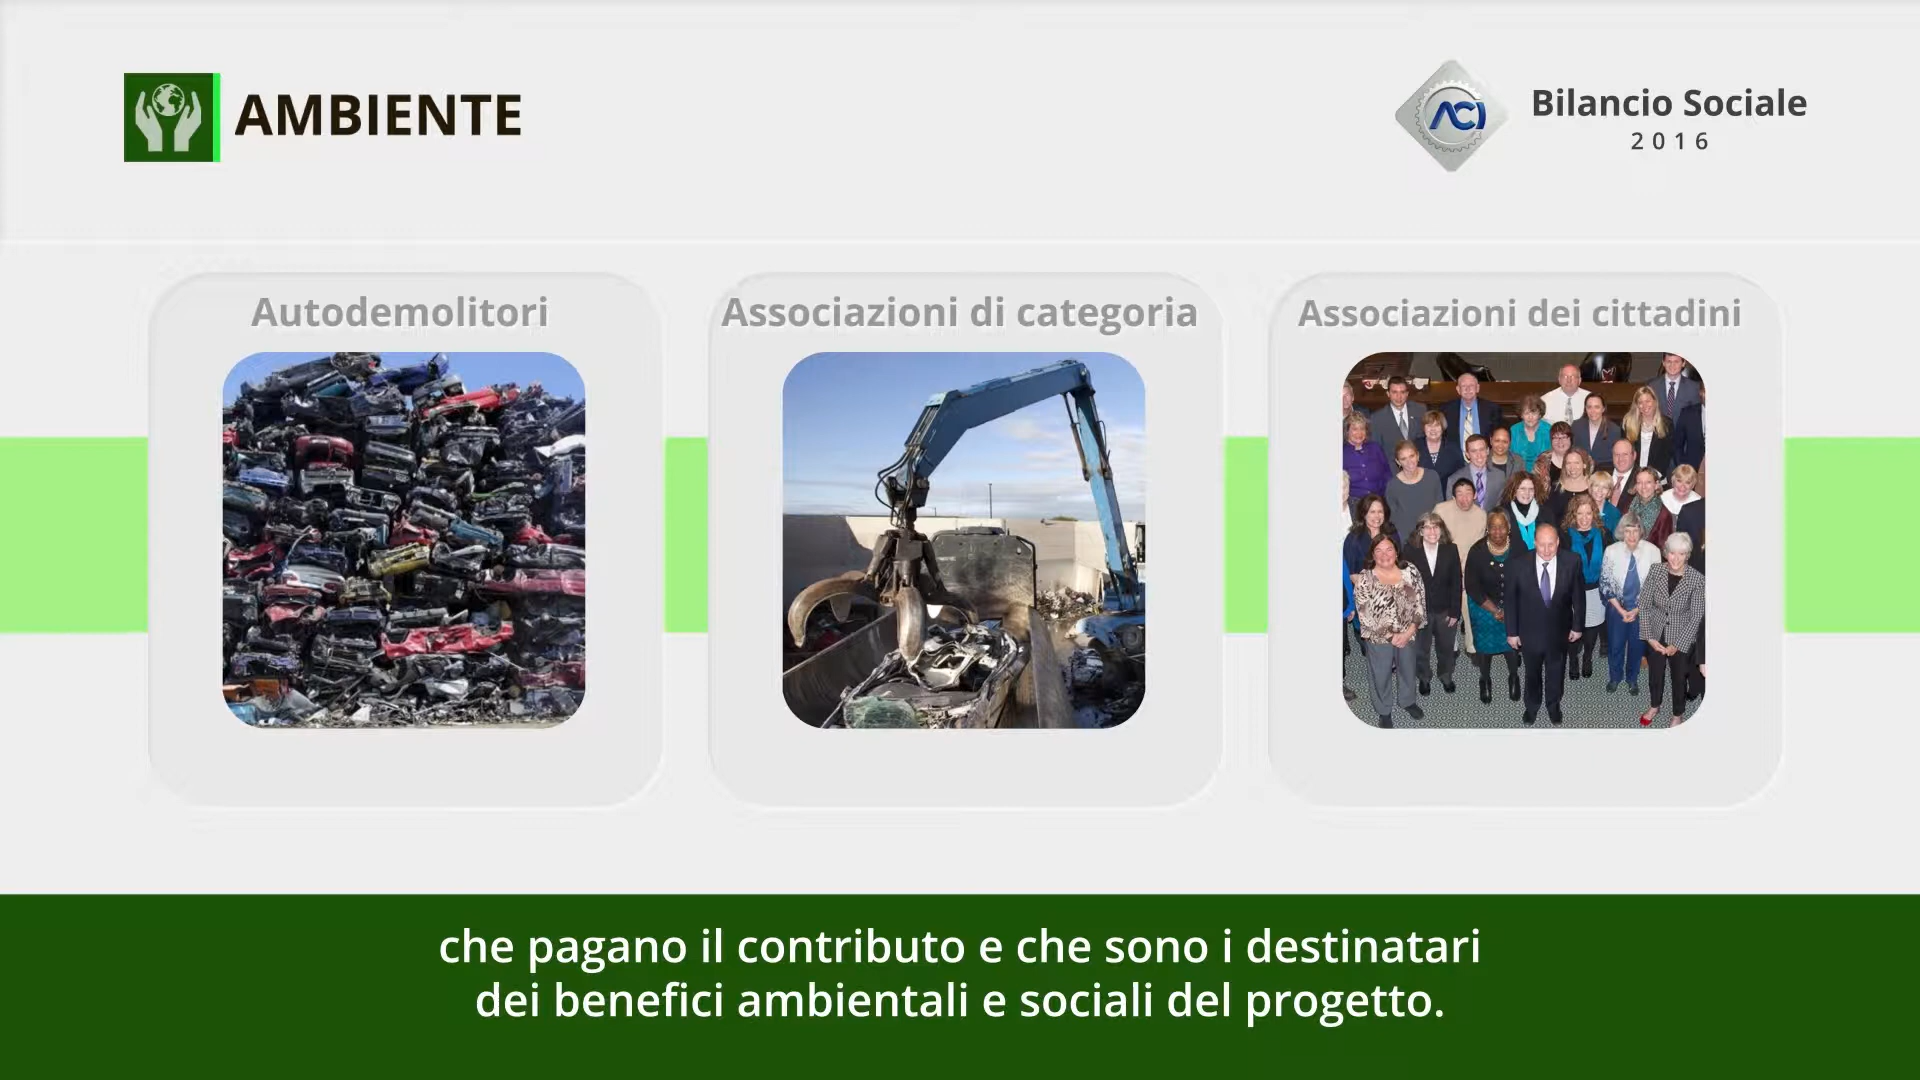 AMBIENTE
ACI
Bilancio Sociale
2016
Autodemolitori
Associazioni di categoria
Associazioni dei cittadini
che pagano il contributo e che sono i destinatari
dei benefici ambientali e sociali del progetto.